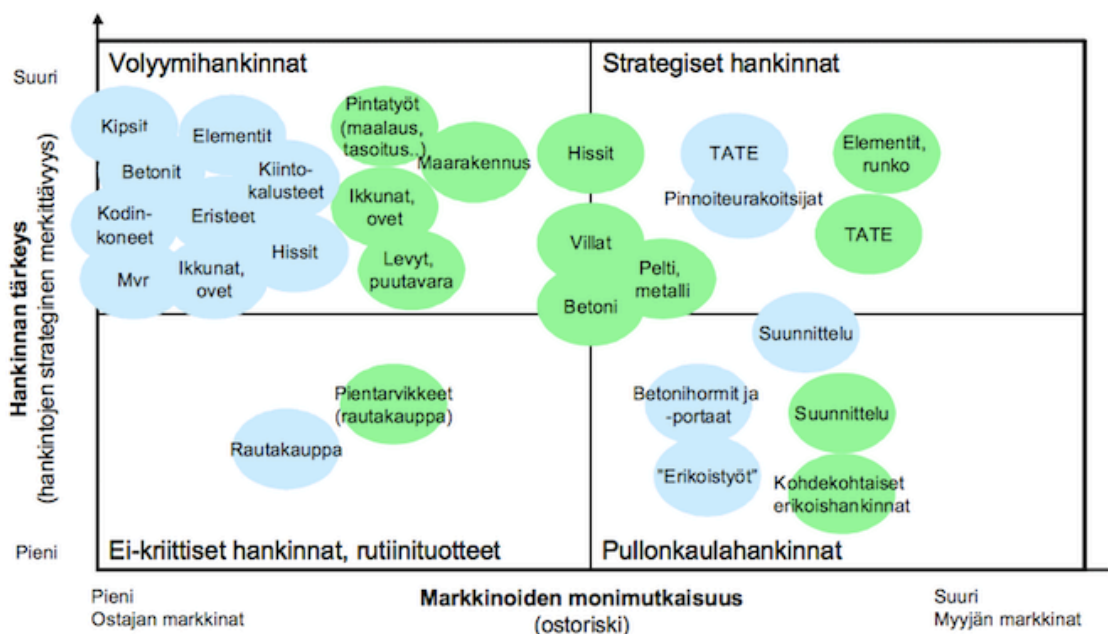 Volyymihankinnat
Strategiset hankinnat
Suuri
Pintatyöt
(maalaus,
tasoitus..)
Kipsit
Elementit
Maarakennus
Hissit
TATE
Elementit,
runko
Betonit
Kiinto-
kalusteet
Pinnoiteurakoitsijat
Ikkunat,
ovet
Kodin-
koneet
Eristeet
Villat
TATE
Hissit
Levyt,
puutavara
Pelti,
metalli
Mvr
Ikkunat,
ovet
Betoni
Hankinnan tärkeys
(hankintojen strateginen merkittävyys)
Suunnittelu
Pientarvikkeet
(rautakauppa)
Betonihormit ja
-portaat
Suunnittelu
Rautakauppa
"Erikoistyöt"
Kohdekohtaiset
erikoishankinnat
Pieni
Ei-kriittiset hankinnat, rutiinituotteet
Pullonkaulahankinnat
Pieni
Ostajan markkinat
Markkinoiden monimutkaisuus
(ostoriski)
Suuri
Myyjän markkinat